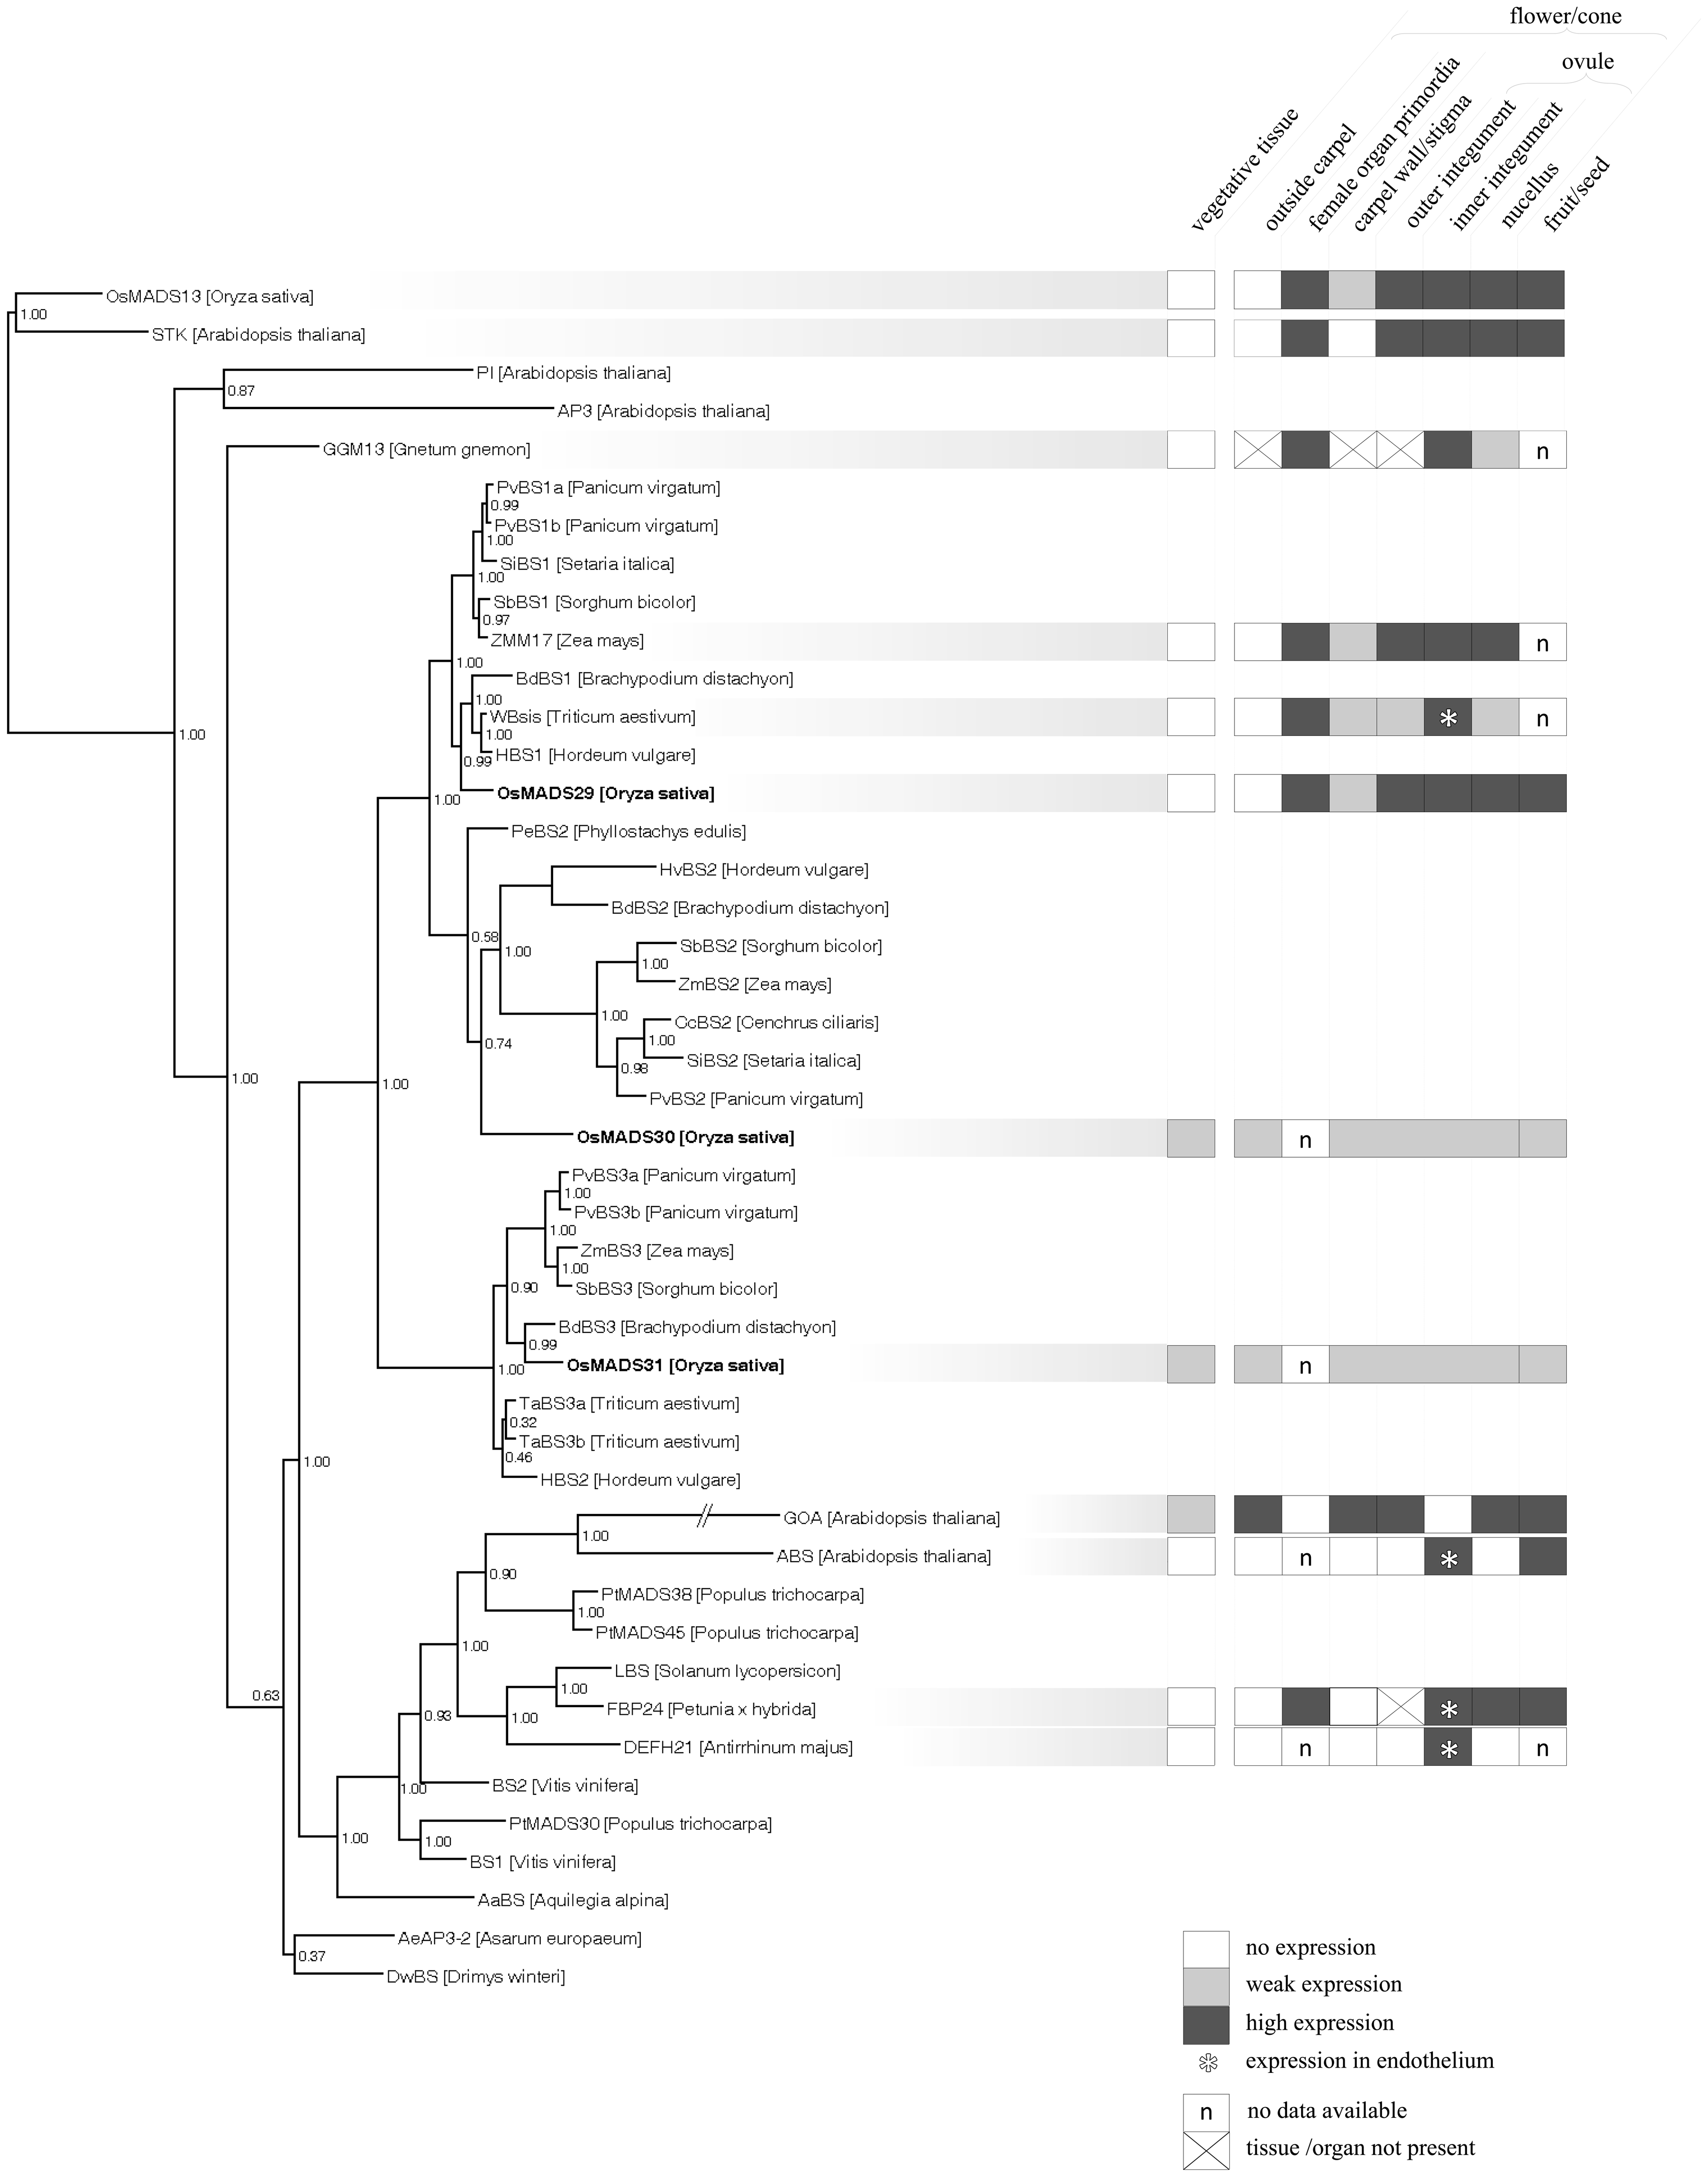 flower/cone
ovule
vegetative tissue
outside carpel
female organ primordia
carpel wall/stigma
outer integument
inner integument
nucellus
fruit/seed
OsMADS13 [Oryza sativa]
1.00
STK [Arabidopsis thaliana]
PI [Arabidopsis thaliana]
0.87
AP3 [Arabidopsis thaliana]
GGM13 [Gnetum gnemon]
n
PvBS1a [Panicum virgatum]
0.99
PvBS1b [Panicum virgatum]
1.00
SiBS1 [Setaria italica]
1.00
SbBS1 [Sorghum bicolor]
0.97
ZMM17 [Zea mays]
n
1.00
BdBS1 [Brachypodium distachyon]
1.00
WBsis [Triticum aestivum]
* n
1.00
1.00
HBS1 [Hordeum vulgare]
0.99
OsMADS29 [Oryza sativa]
1.00
PeBS2 [Phyllostachys edulis]
HvBS2 [Hordeum vulgare]
BdBS2 [Brachypodium distachyon]
0.58
SbBS2 [Sorghum bicolor]
1.00
1.00
ZmBS2 [Zea mays]
1.00
CcBS2 [Cenchrus ciliaris]
1.00
0.74
SiBS2 [Setaria italica]
0.98
1.00
1.00
PvBS2 [Panicum virgatum]
OsMADS30 [Oryza sativa]
n
PvBS3a [Panicum virgatum]
1.00
PvBS3b [Panicum virgatum]
1.00
ZmBS3 [Zea mays]
1.00
0.90
SbBS3 [Sorghum bicolor]
BdBS3 [Brachypodium distachyon]
0.99
OsMADS31 [Oryza sativa]
n
1.00
TaBS3a [Triticum aestivum]
0.32
TaBS3b [Triticum aestivum]
0.46
1.00
HBS2 [Hordeum vulgare]
GOA [Arabidopsis thaliana]
1.00
ABS [Arabidopsis thaliana]
n *
0.90
PtMADS38 [Populus trichocarpa]
1.00
PtMADS45 [Populus trichocarpa]
1.00
LBS [Solanum lycopersicon]
1.00
0.63
FBP24 [Petunia x hybrida]
*
0.93
1.00
DEFH21 [Antirrhinum majus]
n * n
BS2 [Vitis vinifera]
1.00
PtMADS30 [Populus trichocarpa]
1.00
1.00
BS1 [Vitis vinifera]
AaBS [Aquilegia alpina]
AeAP3-2 [Asarum europaeum]
0.37
DwBS [Drimys winteri]
no expression
weak expression
high expression
* expression in endothelium
n no data available
tissue /organ not present